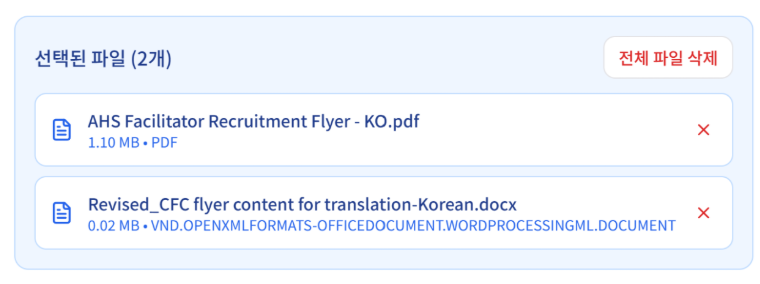 선택된 파일 (2개)
전체 파일 삭제
AHS Facilitator Recruitment Flyer - KO.pdf
1.10 MB • PDF
Revised_CFC flyer content for translation-Korean.docx
0.02 MB • VND.OPENXMLFORMATS-OFFICEDOCUMENT.WORDPROCESSINGML.DOCUMENT